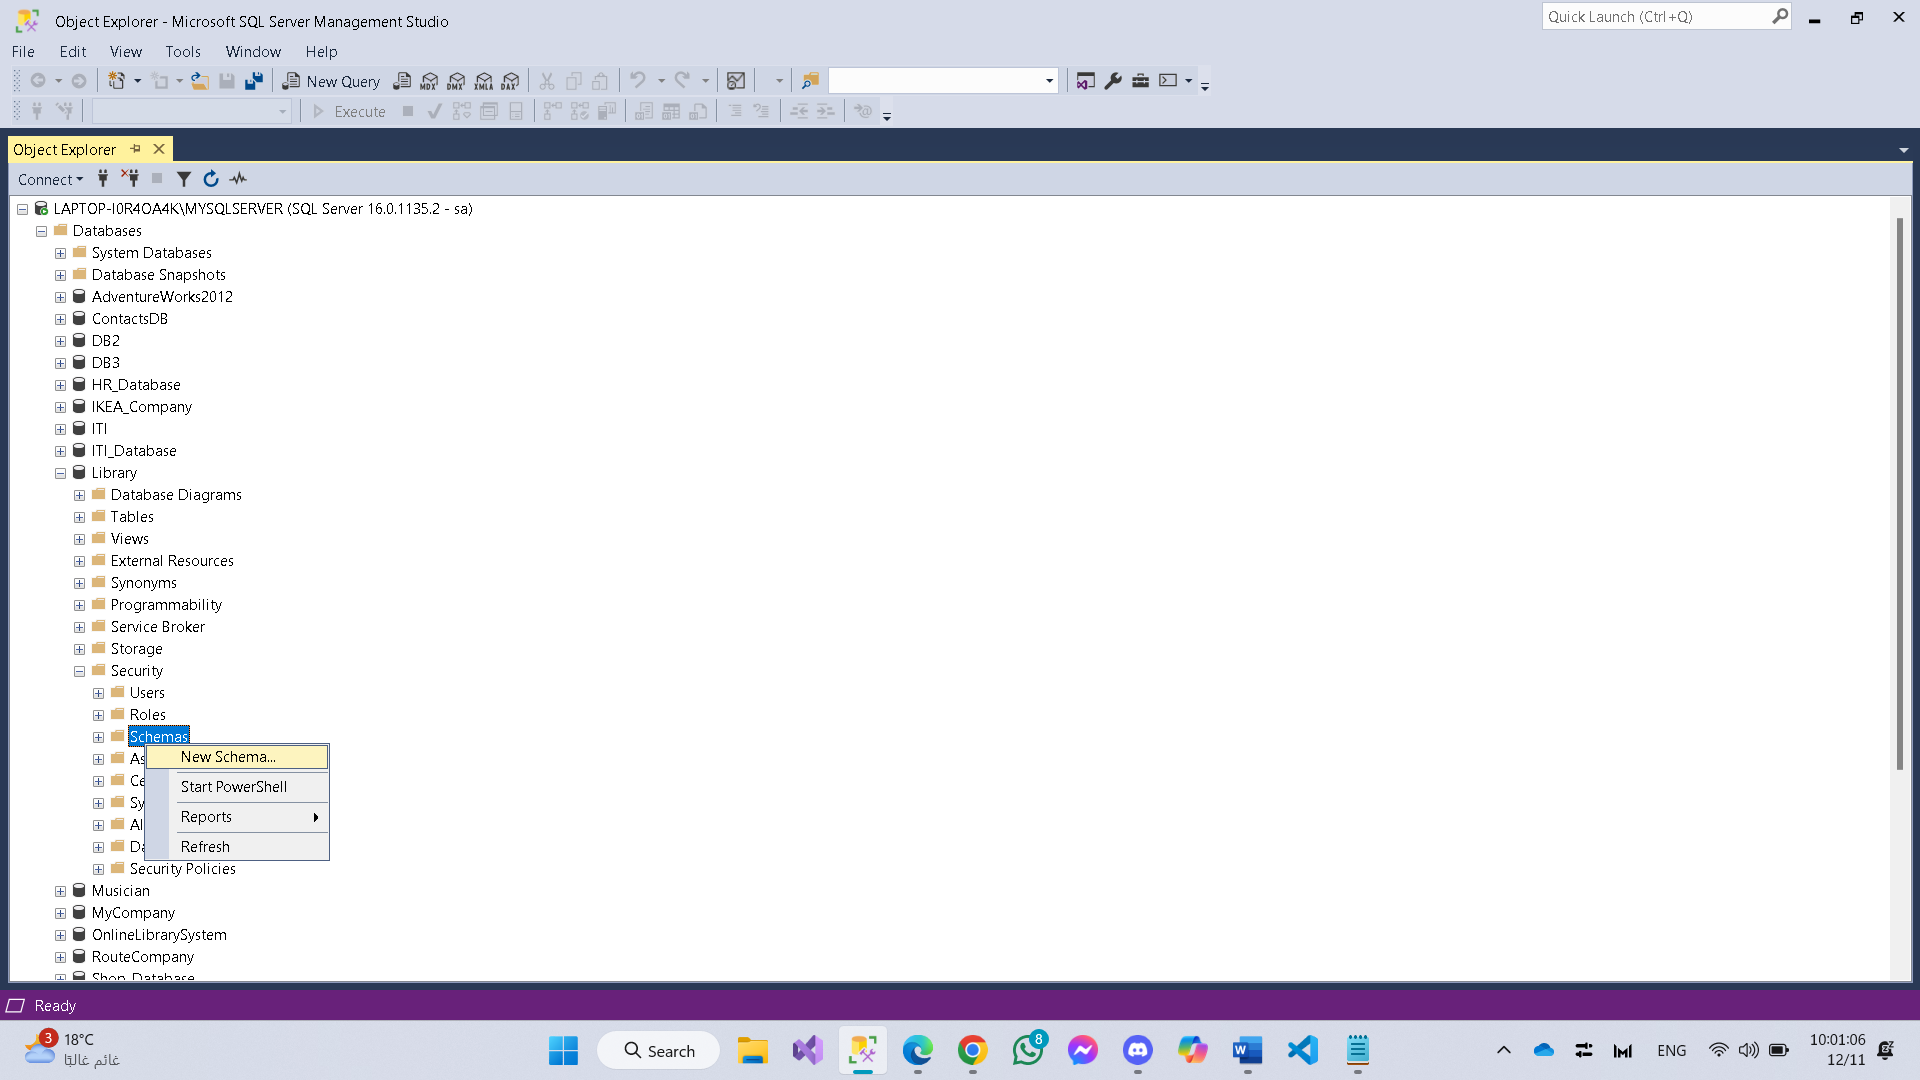 Object Explorer - Microsoft SQL Server Management Studio
Quick Launch (Ctrl+Q)
File Edit View Tools Window Help
New Query MDX DMX XMLA DAX
Execute
Object Explorer
Connect
LAPTOP-I0R4OA4K\MYSQLSERVER (SQL Server 16.0.1135.2 - sa)
Databases
System Databases
Database Snapshots
AdventureWorks2012
ContactsDB
DB2
DB3
HR_Database
IKEA_Company
ITI
ITI_Database
Library
Database Diagrams
Tables
Views
External Resources
Synonyms
Programmability
Service Broker
Storage
Security
Users
Roles
Schemas
New Schema...
As
Start PowerShell
Ce
Sy
Reports
Al
Refresh
Da
Security Policies
Musician
MyCompany
OnlineLibrarySystem
RouteCompany
Shop_Database
Ready
3
18°C
غائم غالبًا
Search
8
ENG
10:01:06
12/11